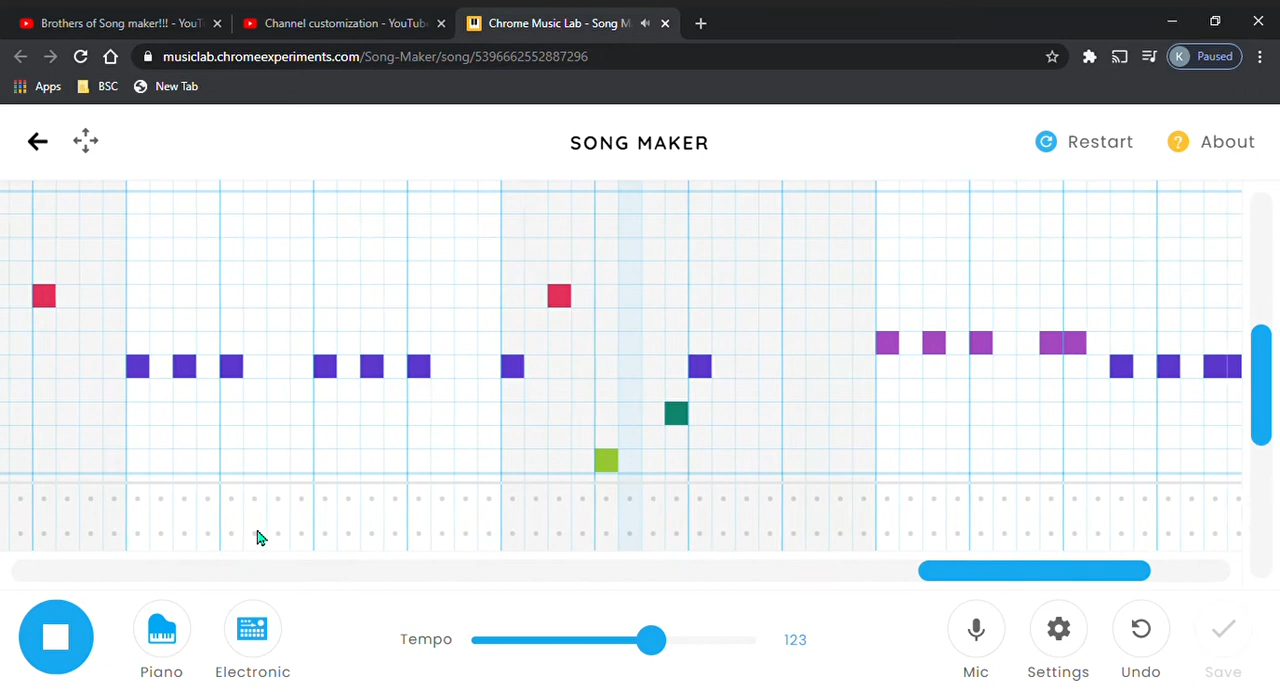 Brothers of Song maker!!! - YouT
Channel customization - YouTub
Chrome Music Lab - Song M
musiclab.chromeexperiments.com/Song-Maker/song/5396662552887296
K Paused
Apps BSC New Tab
SONG MAKER
Restart
? About
Tempo 123
Piano Electronic Mic Settings Undo Save